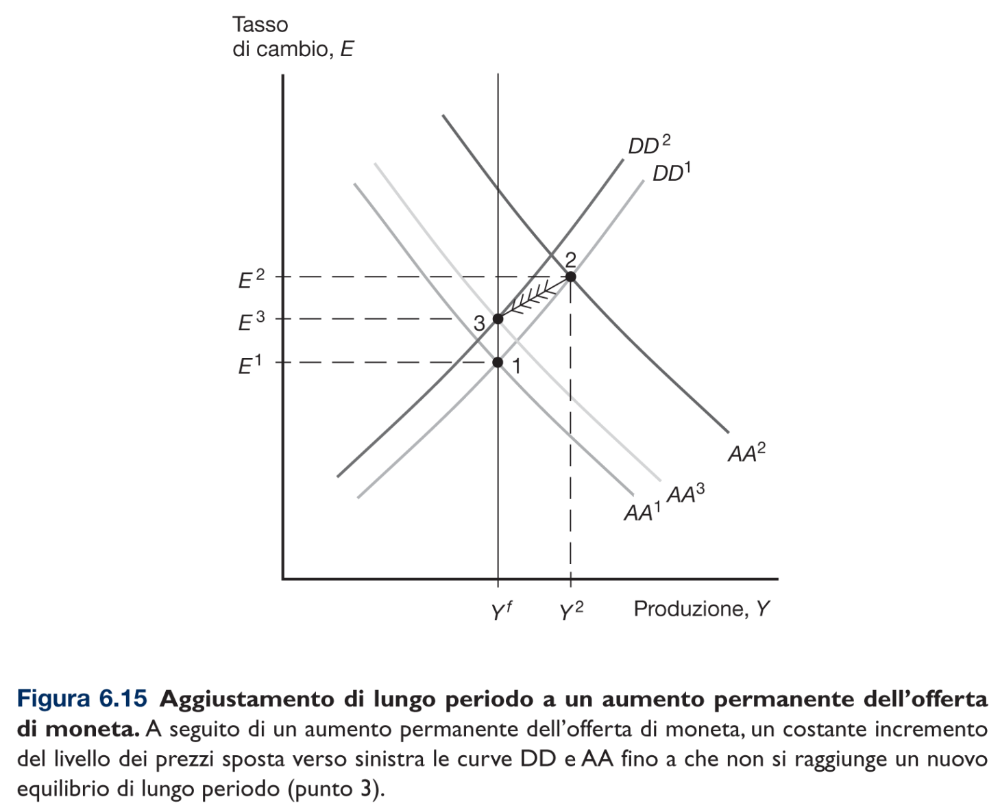 Tasso
di cambio, E
DD²
DD¹
2
E²
E³
3
E¹
1
AA²
AA³
AA¹
Yᶠ
Y²
Produzione, Y
Figura 6.15 Aggiustamento di lungo periodo a un aumento permanente dell’offerta
di moneta. A seguito di un aumento permanente dell’offerta di moneta, un costante incremento
del livello dei prezzi sposta verso sinistra le curve DD e AA fino a che non si raggiunge un nuovo
equilibrio di lungo periodo (punto 3).